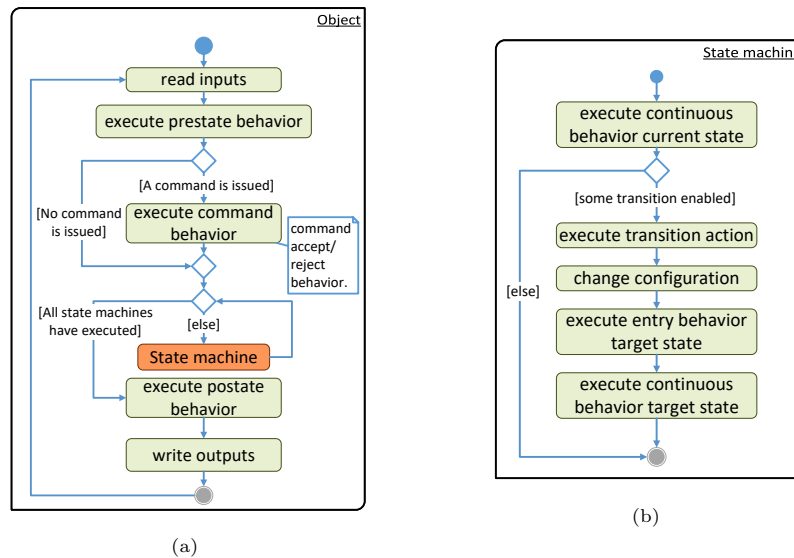 Object
read inputs
execute prestate behavior
[A command is issued]
[No command
is issued]
execute command
behavior
command
accept/
reject
behavior.
[All state machines
have executed]
[else]
State machine
execute postate
behavior
write outputs
(a)
State machin
execute continuous
behavior current state
[some transition enabled]
execute transition action
[else]
change configuration
execute entry behavior
target state
execute continuous
behavior target state
(b)